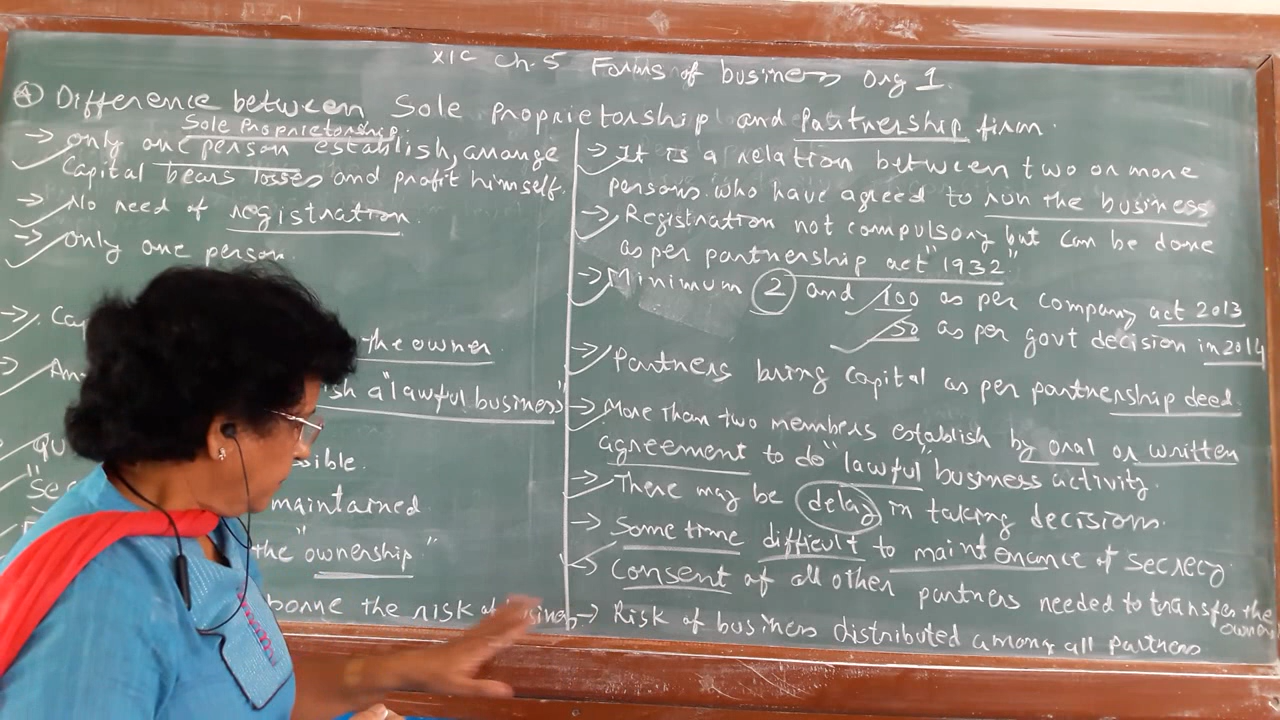 XIC Ch.5 Forms of business org 1.
(A) Difference between Sole Proprietorship and Partnership firm.
Sole Proprietorship.
→ only one person establish, arrange
Capital bears losses and profit himself.
→ No need of registration.
→ only one person.
→. Cap
the owner
→ An
ish a "lawful business"
Qu
ssible.
"Se
maintained
the "ownership"
borne the risk of business
→ It is a relation between two or more
persons who have agreed to run the business
→ Registration not compulsory but can be done
as per partnership act "1932"
→ Minimum 2 and 100 as per company act 2013
50 as per govt decision in 2014
→ Partners bring capital as per partnership deed.
→ More than two members establish by oral or written
agreement to do "lawful" business activity.
→ There may be delay in taking decisions.
→ Some time difficult to maintenance of secrecy.
→ Consent of all other partners needed to transfer the
→ Risk of business distributed among all partners